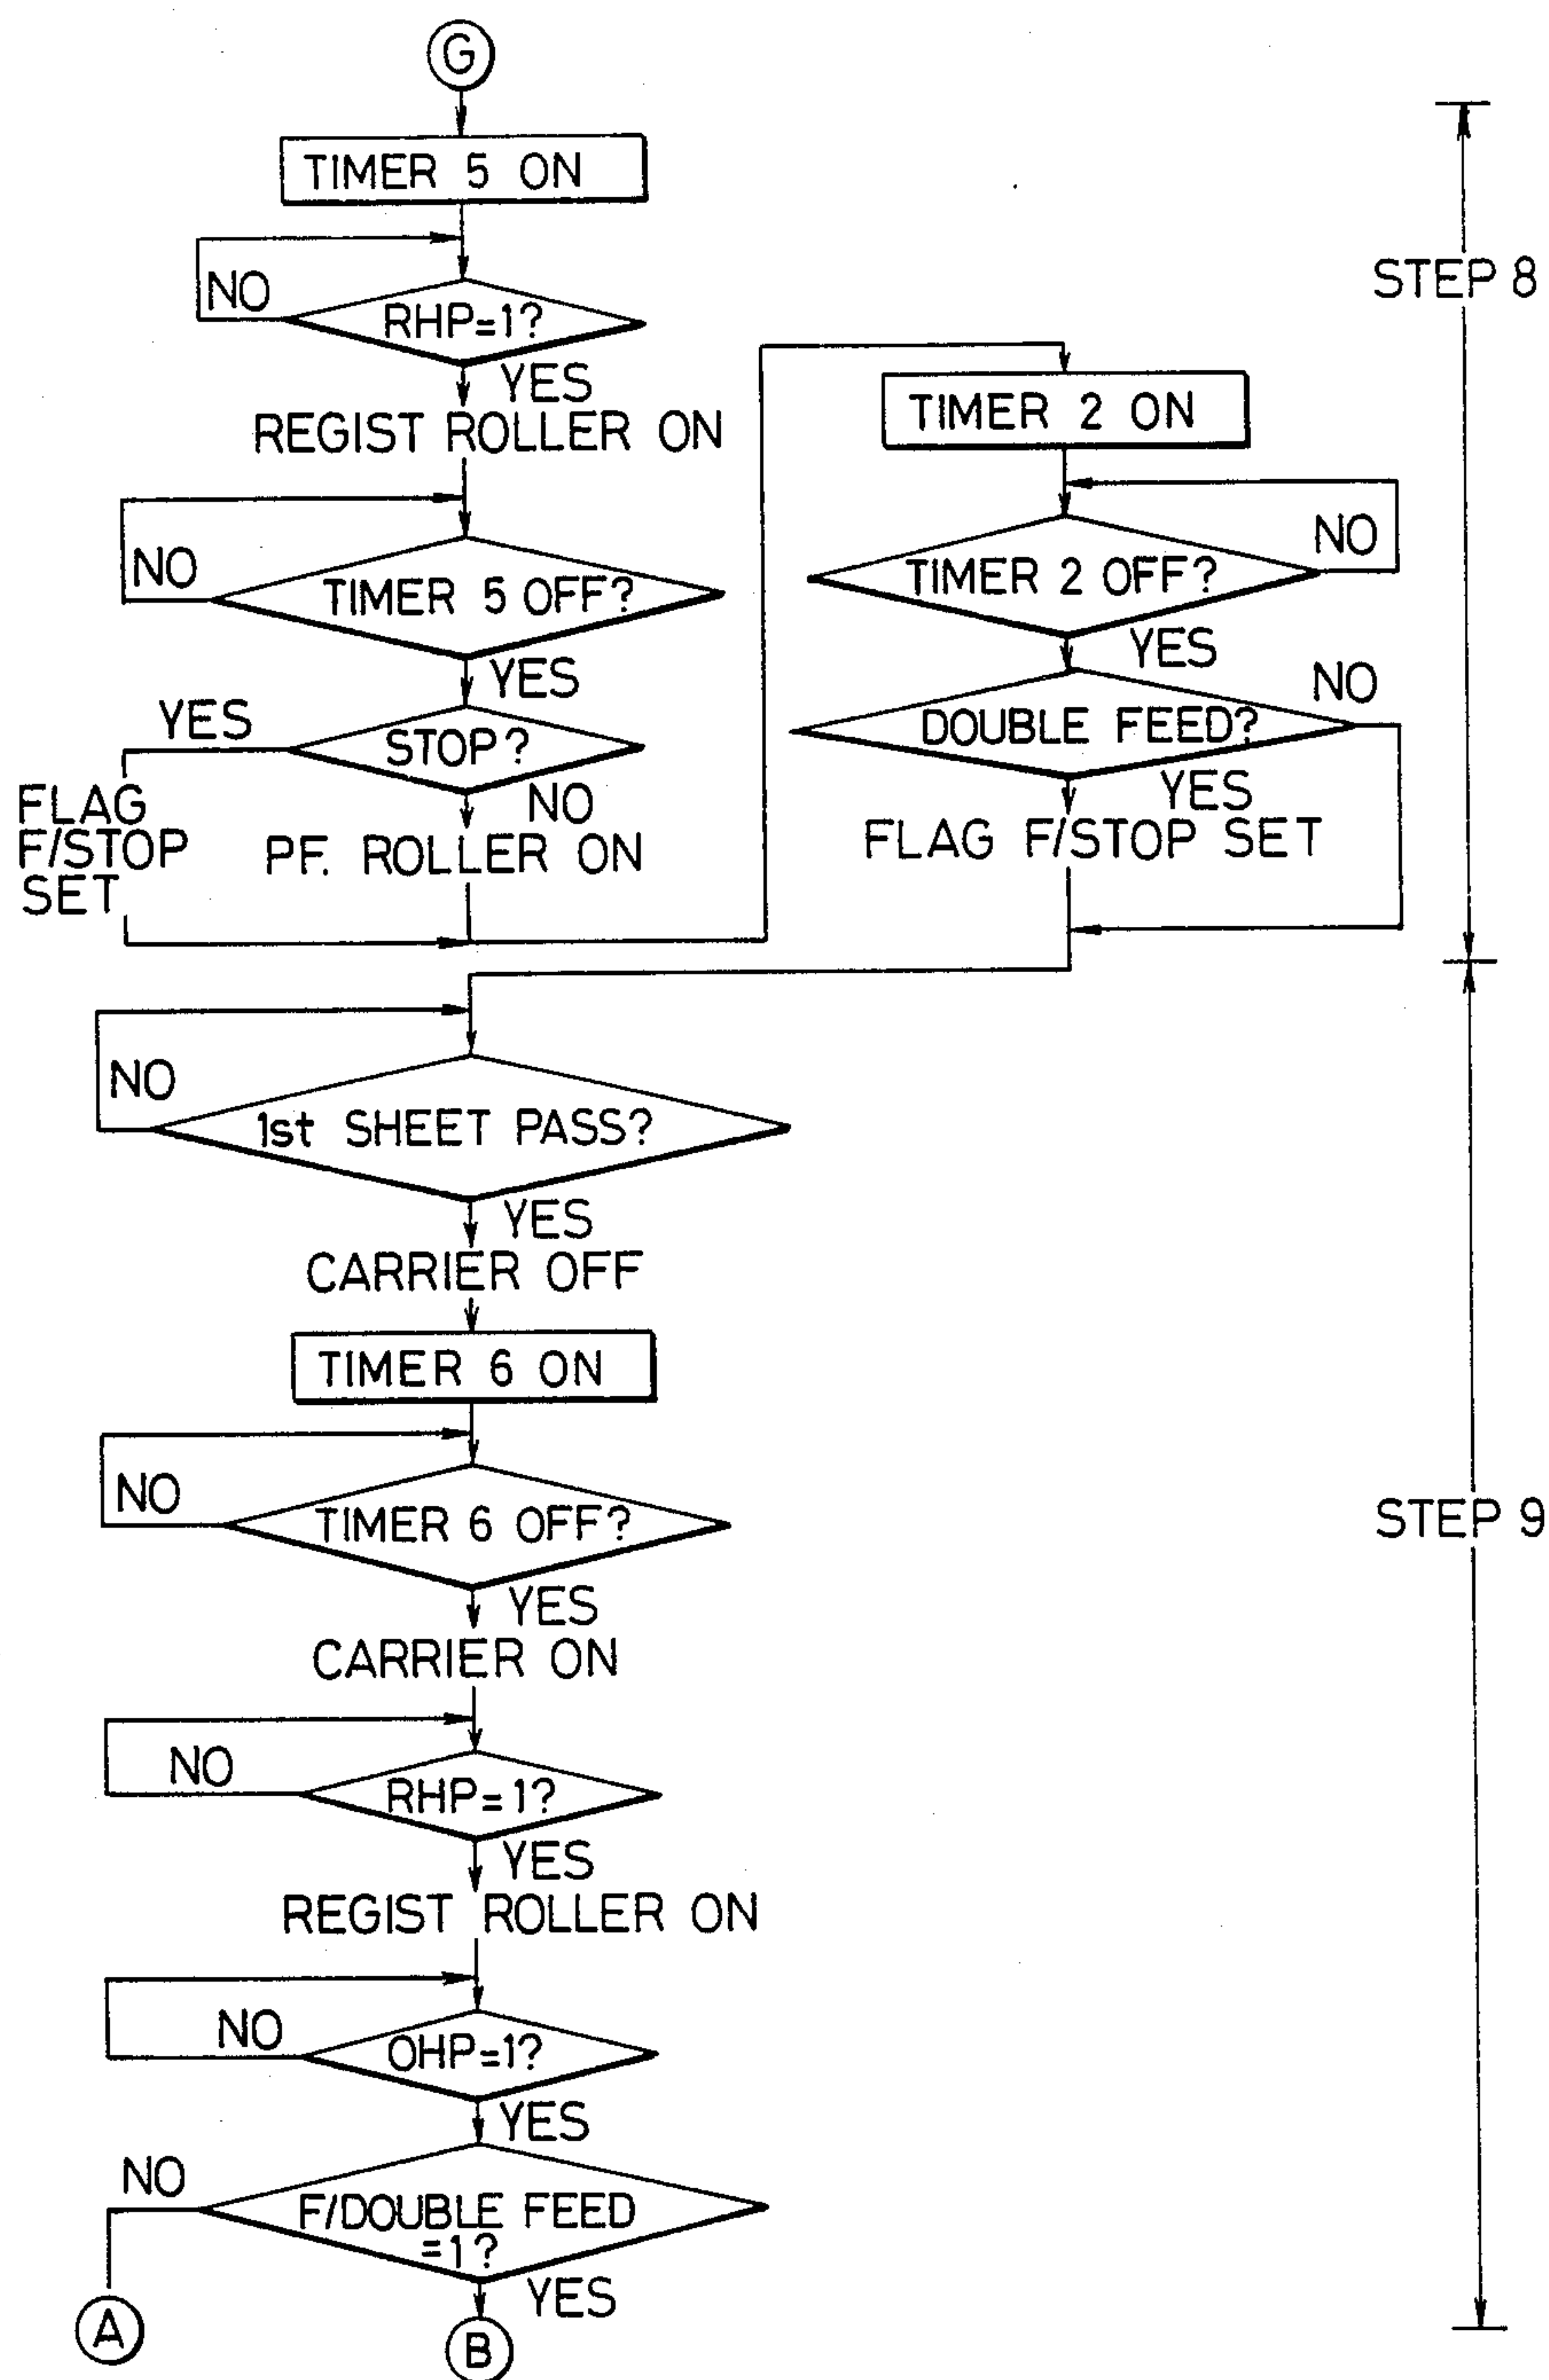 G
TIMER 5 ON
NO
RHP=1?
YES
REGIST ROLLER ON
NO
TIMER 5 OFF?
YES
YES
STOP?
NO
FLAG
F/STOP
SET
PF. ROLLER ON
TIMER 2 ON
NO
TIMER 2 OFF?
YES
NO
DOUBLE FEED?
YES
FLAG F/STOP SET
STEP 8
NO
1st SHEET PASS?
YES
CARRIER OFF
TIMER 6 ON
NO
TIMER 6 OFF?
YES
CARRIER ON
NO
RHP=1?
YES
REGIST ROLLER ON
NO
OHP=1?
YES
NO
F/DOUBLE FEED
=1?
YES
A
B
STEP 9